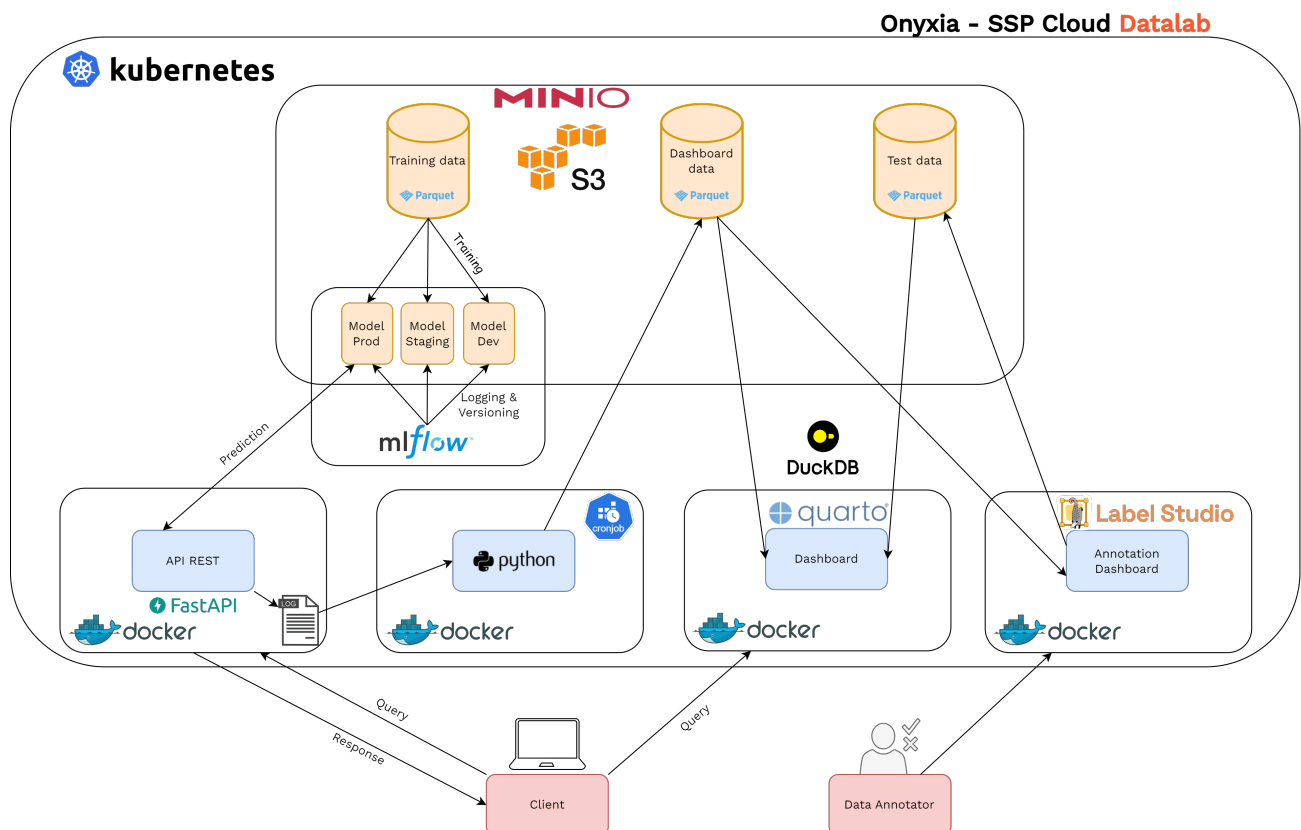 Onyxia - SSP Cloud Datalab
kubernetes
MINIO
S3
Training data
Parquet
Dashboard
data
Parquet
Test data
Parquet
Training
Model
Prod
Model
Staging
Model
Dev
Logging &
Versioning
mlflow™
Prediction
DuckDB
API REST
FastAPI
LOG
docker
cronjob
python
docker
quarto®
Dashboard
docker
Label Studio
Annotation
Dashboard
docker
Query
Response
Query
Client
Data Annotator